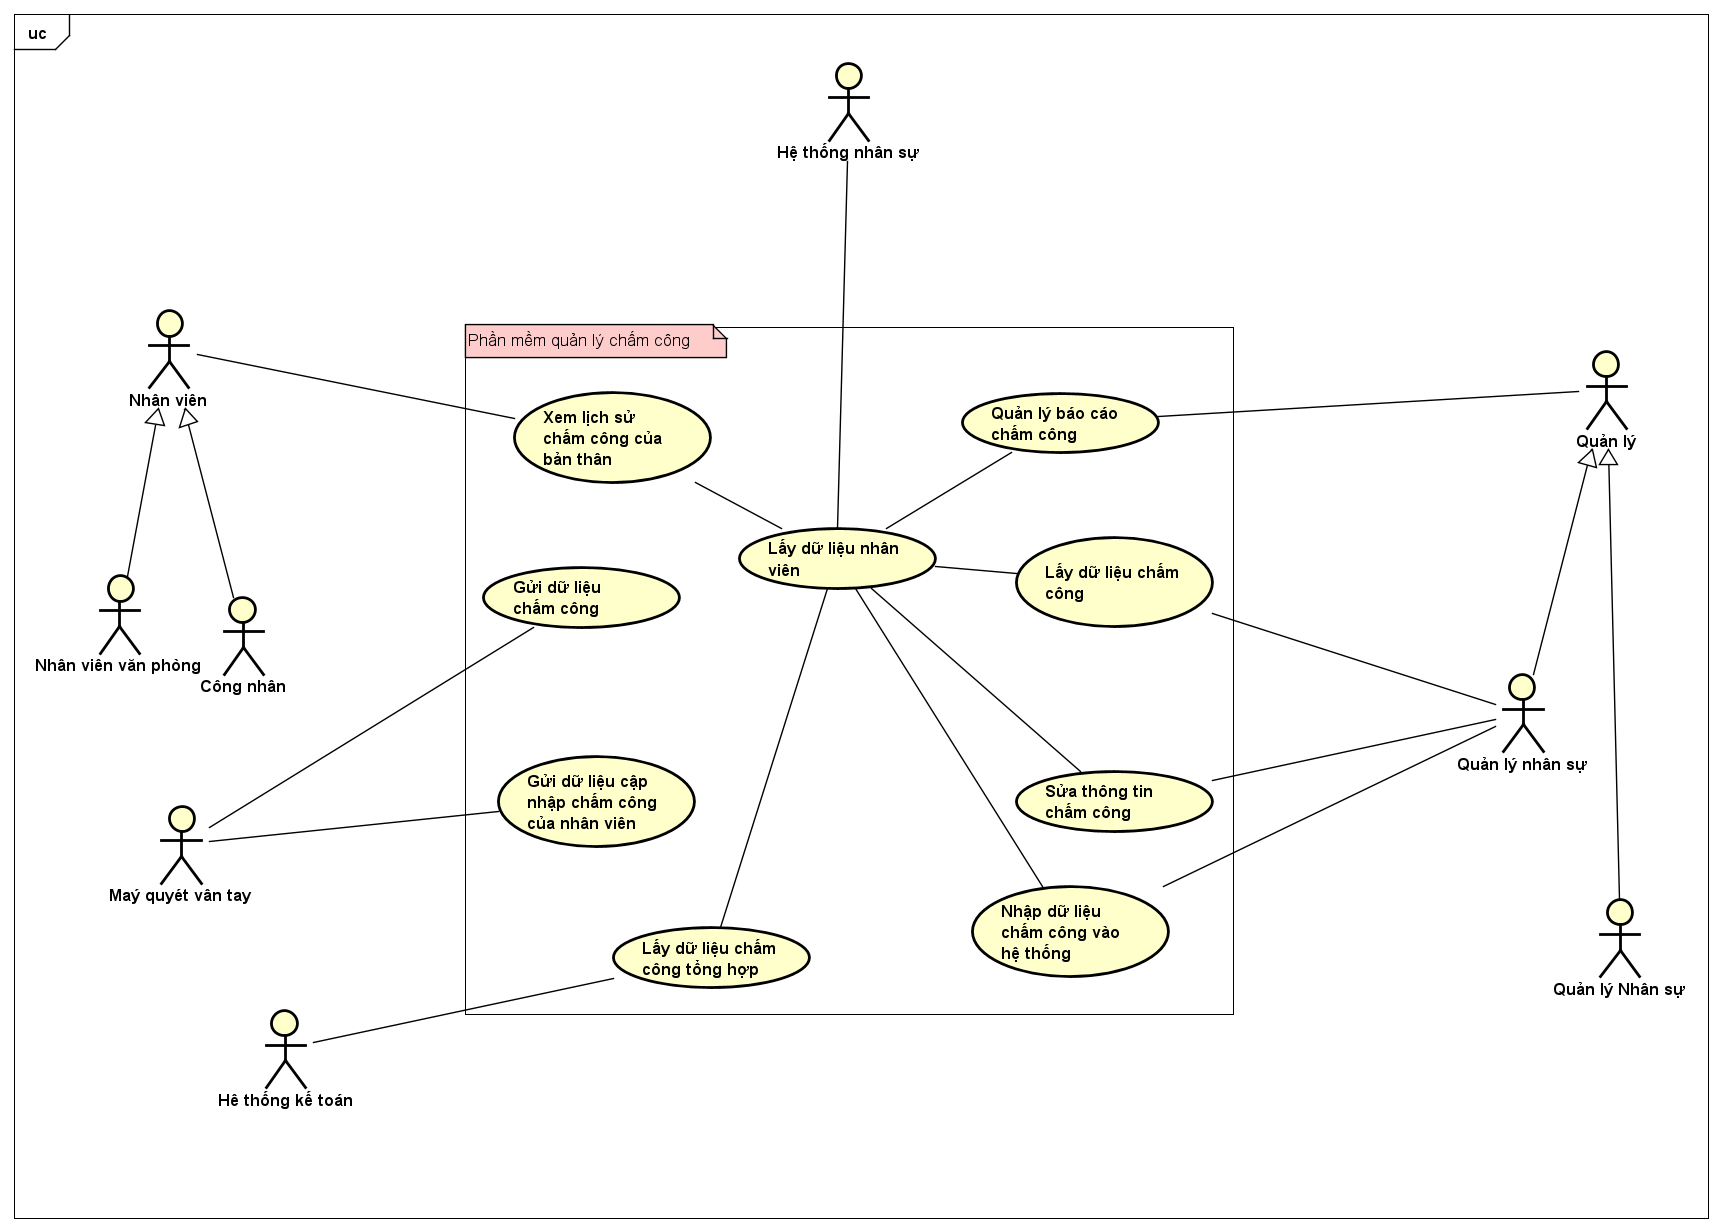 uc
Hệ thống nhân sự
Phần mềm quản lý chấm công
Nhân viên
Xem lịch sử
chấm công của
bản thân
Quản lý báo cáo
chấm công
Quản lý
Lấy dữ liệu nhân
viên
Lấy dữ liệu chấm
công
Gửi dữ liệu
chấm công
Nhân viên văn phòng
Công nhân
Quản lý nhân sự
Gửi dữ liệu cập
nhập chấm công
của nhân viên
Sửa thông tin
chấm công
Maý quyét vân tay
Nhập dữ liệu
chấm công vào
hệ thống
Lấy dữ liệu chấm
công tổng hợp
Quản lý Nhân sự
Hê thống kế toán